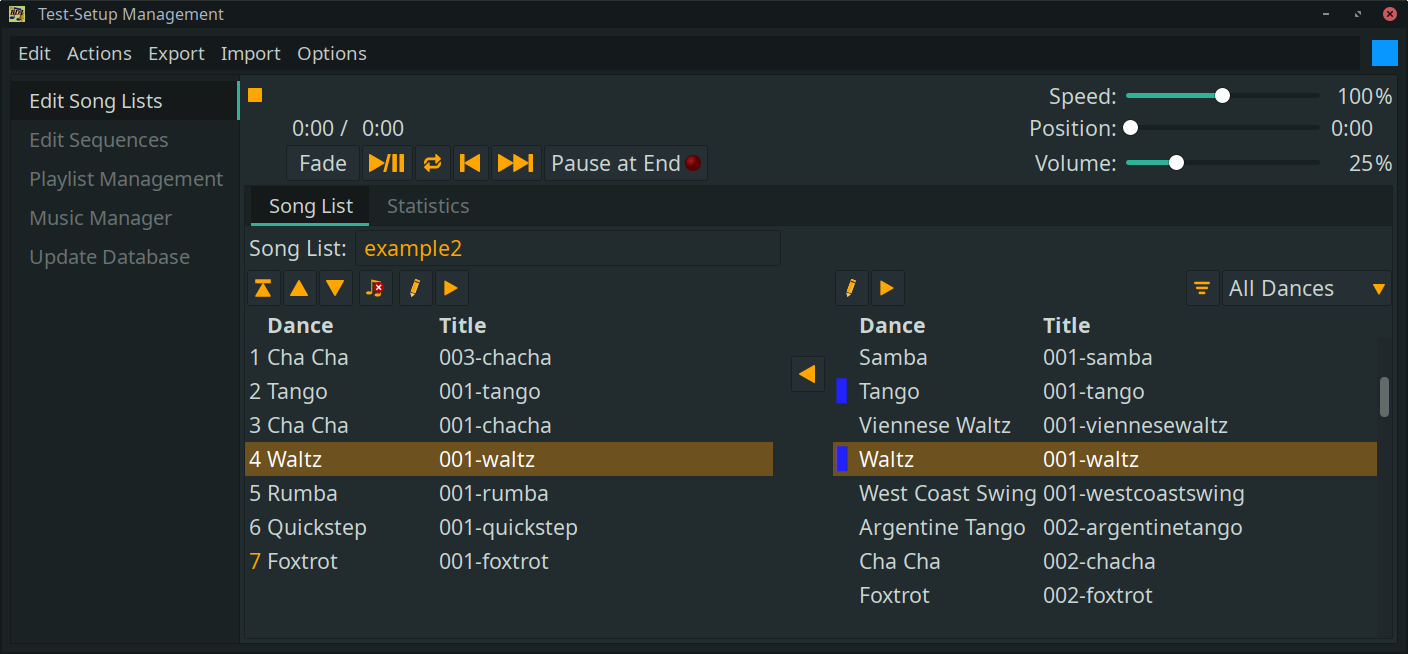 Test-Setup Management
Edit Actions Export Import Options
Edit Song Lists
Edit Sequences
Playlist Management
Music Manager
Update Database
0:00 / 0:00
Fade
Pause at End
Speed: 100%
Position: 0:00
Volume: 25%
Song List Statistics
Song List: example2
All Dances
Dance Title
1 Cha Cha 003-chacha
2 Tango 001-tango
3 Cha Cha 001-chacha
4 Waltz 001-waltz
5 Rumba 001-rumba
6 Quickstep 001-quickstep
7 Foxtrot 001-foxtrot
Dance Title
Samba 001-samba
Tango 001-tango
Viennese Waltz 001-viennesewaltz
Waltz 001-waltz
West Coast Swing 001-westcoastswing
Argentine Tango 002-argentinetango
Cha Cha 002-chacha
Foxtrot 002-foxtrot